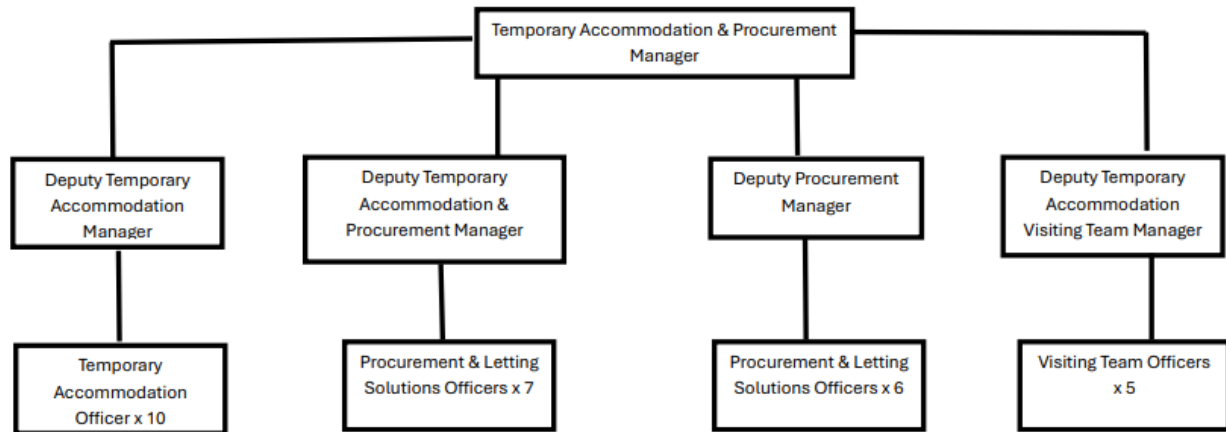 Temporary Accommodation & Procurement
Manager
Deputy Temporary
Accommodation
Manager
Deputy Temporary
Accommodation &
Procurement Manager
Deputy Procurement
Manager
Deputy Temporary
Accommodation
Visiting Team Manager
Temporary
Accommodation
Officer x 10
Procurement & Letting
Solutions Officers x 7
Procurement & Letting
Solutions Officers x 6
Visiting Team Officers
x 5